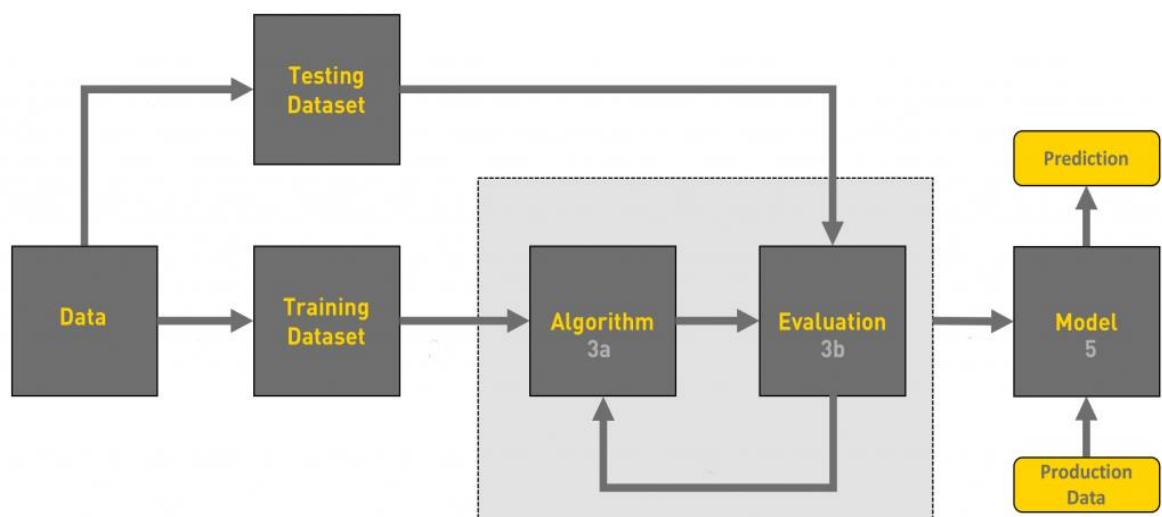 Testing
Dataset
Prediction
Data
Training
Dataset
Algorithm
3a
Evaluation
3b
Model
5
Production
Data